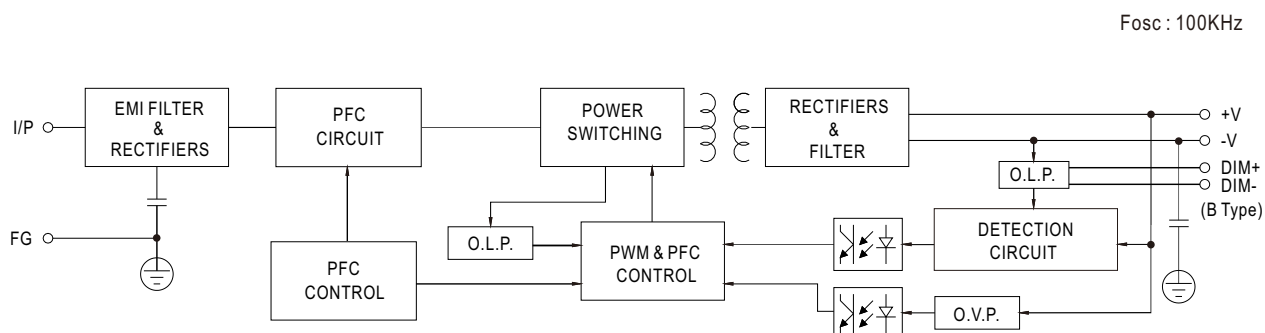 Fosc : 100KHz
I/P
EMI FILTER
&
RECTIFIERS
PFC
CIRCUIT
POWER
SWITCHING
RECTIFIERS
&
FILTER
+V
-V
O.L.P.
DIM+
DIM-
(B Type)
FG
O.L.P.
PFC
CONTROL
PWM & PFC
CONTROL
DETECTION
CIRCUIT
O.V.P.